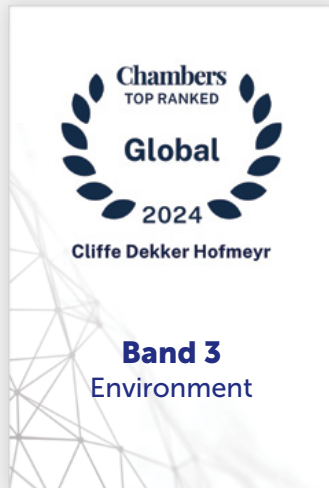 Chambers
TOP RANKED
Global
2024
Cliffe Dekker Hofmeyr
Band 3
Environment